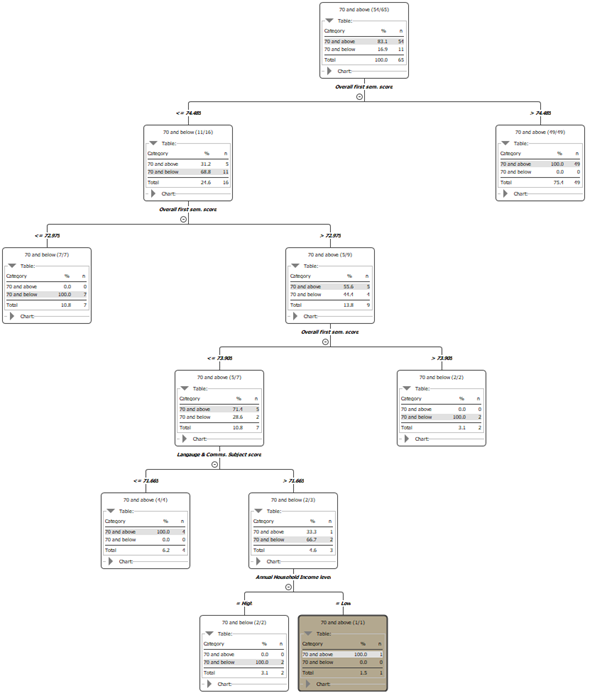 70 and above (54/65)
Table:
Category % n
70 and above 83.1 54
70 and below 16.9 11
Total 100.0 65
Chart:
Overall first sem. score
<= 74.485
> 74.485
70 and below (11/16)
Table:
Category % n
70 and above 31.2 5
70 and below 68.8 11
Total 24.6 16
Chart:
70 and above (49/49)
Table:
Category % n
70 and above 100.0 49
70 and below 0.0 0
Total 75.4 49
Chart:
Overall first sem. score
<= 72.975
> 72.975
70 and below (7/7)
Table:
Category % n
70 and above 0.0 0
70 and below 100.0 7
Total 10.8 7
Chart:
70 and above (5/9)
Table:
Category % n
70 and above 55.6 5
70 and below 44.4 4
Total 13.8 9
Chart:
Overall first sem. score
<= 73.905
> 73.905
70 and above (5/7)
Table:
Category % n
70 and above 71.4 5
70 and below 28.6 2
Total 10.8 7
Chart:
70 and below (2/2)
Table:
Category % n
70 and above 0.0 0
70 and below 100.0 2
Total 3.1 2
Chart:
Langauge & Comms. Subject score
<= 71.665
> 71.665
70 and above (4/4)
Table:
Category % n
70 and above 100.0 4
70 and below 0.0 0
Total 6.2 4
Chart:
70 and below (2/3)
Table:
Category % n
70 and above 33.3 1
70 and below 66.7 2
Total 4.6 3
Chart:
Annual Household Income leve
= High
= Low
70 and below (2/2)
Table:
Category % n
70 and above 0.0 0
70 and below 100.0 2
Total 3.1 2
Chart:
70 and above (1/1)
Table:
Category % n
70 and above 100.0 1
70 and below 0.0 0
Total 1.5 1
Chart: